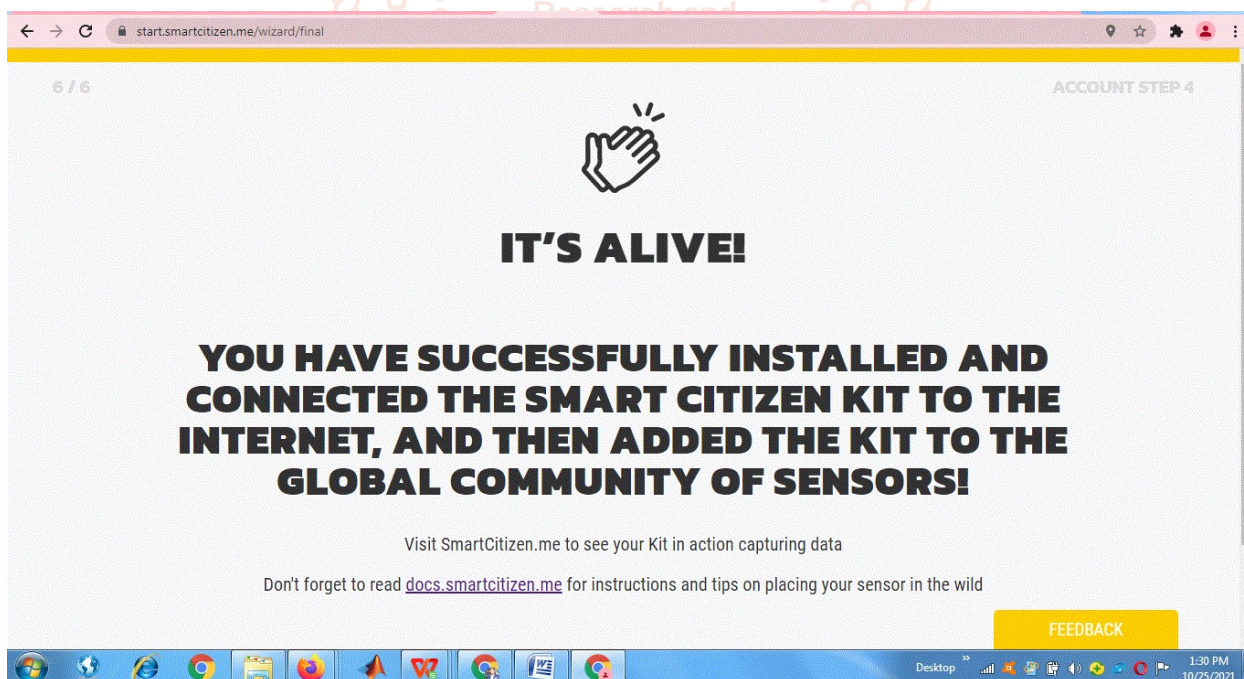 Research and
start.smartcitizen.me/wizard/final
6 / 6
ACCOUNT STEP 4
IT'S ALIVE!
YOU HAVE SUCCESSFULLY INSTALLED AND
CONNECTED THE SMART CITIZEN KIT TO THE
INTERNET, AND THEN ADDED THE KIT TO THE
GLOBAL COMMUNITY OF SENSORS!
Visit SmartCitizen.me to see your Kit in action capturing data
Don't forget to read docs.smartcitizen.me for instructions and tips on placing your sensor in the wild
FEEDBACK
Desktop
1:30 PM
10/25/2021